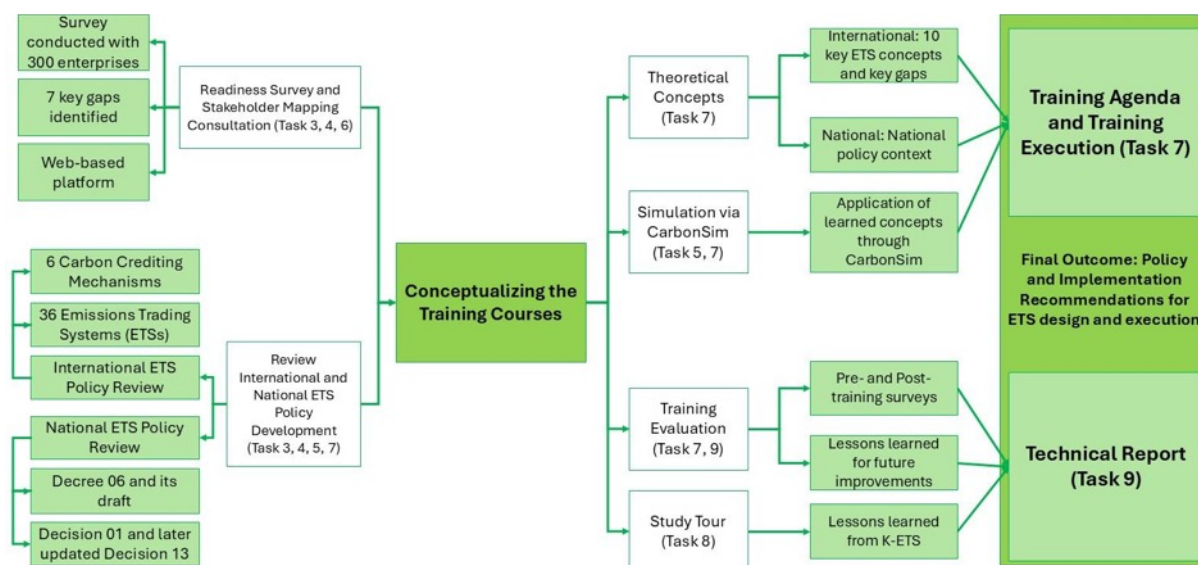 Survey
conducted with
300 enterprises
7 key gaps
identified
Web-based
platform
Readiness Survey and
Stakeholder Mapping
Consultation (Task 3, 4, 6)
6 Carbon Crediting
Mechanisms
36 Emissions Trading
Systems (ETSs)
International ETS
Policy Review
National ETS Policy
Review
Decree 06 and its
draft
Decision 01 and later
updated Decision 13
Review
International and
National ETS
Policy
Development
(Task 3, 4, 5, 7)
Conceptualizing the
Training Courses
Theoretical
Concepts
(Task 7)
International: 10
key ETS concepts
and key gaps
National: National
policy context
Simulation via
CarbonSim
(Task 5, 7)
Application of
learned concepts
through
CarbonSim
Training
Evaluation
(Task 7, 9)
Pre- and Post-
training surveys
Lessons learned
for future
improvements
Study Tour
(Task 8)
Lessons learned
from K-ETS
Training Agenda
and Training
Execution (Task 7)
Final Outcome: Policy
and Implementation
Recommendations for
ETS design and execution
Technical Report
(Task 9)